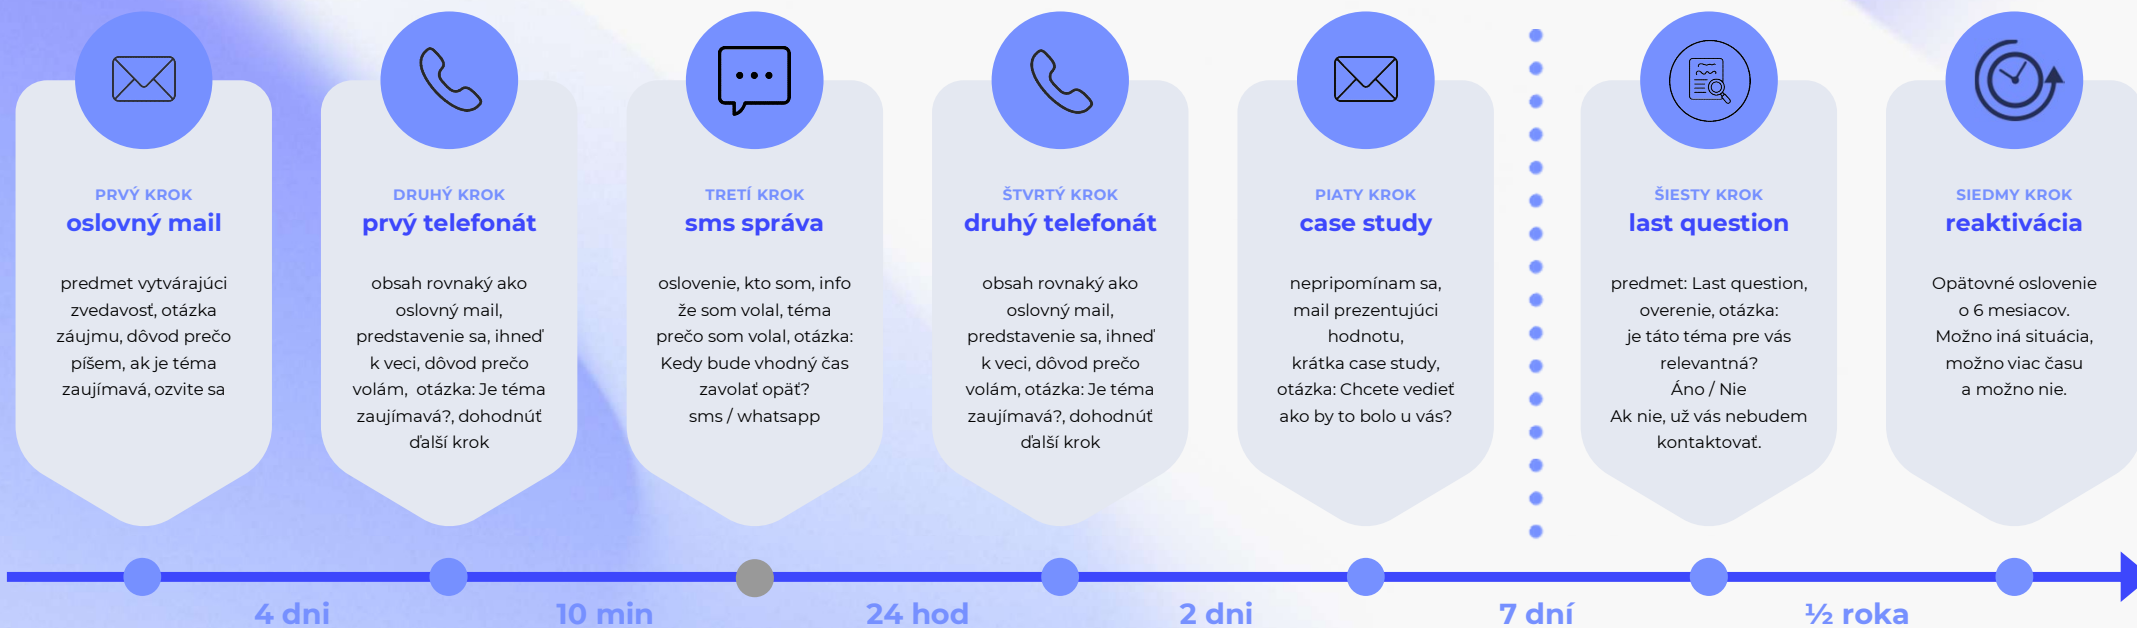 PRVÝ KROK
oslovný mail
predmet vytvárajúci
zvedavosť, otázka
záujmu, dôvod prečo
píšem, ak je téma
zaujímavá, ozvite sa
DRUHÝ KROK
prvý telefonát
obsah rovnaký ako
oslovný mail,
predstavenie sa, ihneď
k veci, dôvod prečo
volám, otázka: Je téma
zaujímavá?, dohodnúť
ďalší krok
TRETÍ KROK
sms správa
oslovenie, kto som, info
že som volal, téma
prečo som volal, otázka:
Kedy bude vhodný čas
zavolať opäť?
sms / whatsapp
ŠTVRTÝ KROK
druhý telefonát
obsah rovnaký ako
oslovný mail,
predstavenie sa, ihneď
k veci, dôvod prečo
volám, otázka: Je téma
zaujímavá?, dohodnúť
ďalší krok
PIATY KROK
case study
nepripomínam sa,
mail prezentujúci
hodnotu,
krátka case study,
otázka: Chcete vedieť
ako by to bolo u vás?
ŠIESTY KROK
last question
predmet: Last question,
overenie, otázka:
je táto téma pre vás
relevantná?
Áno / Nie
Ak nie, už vás nebudem
kontaktovať.
SIEDMY KROK
reaktivácia
Opätovné oslovenie
o 6 mesiacov.
Možno iná situácia,
možno viac času
a možno nie.
4 dni
10 min
24 hod
2 dni
7 dní
½ roka